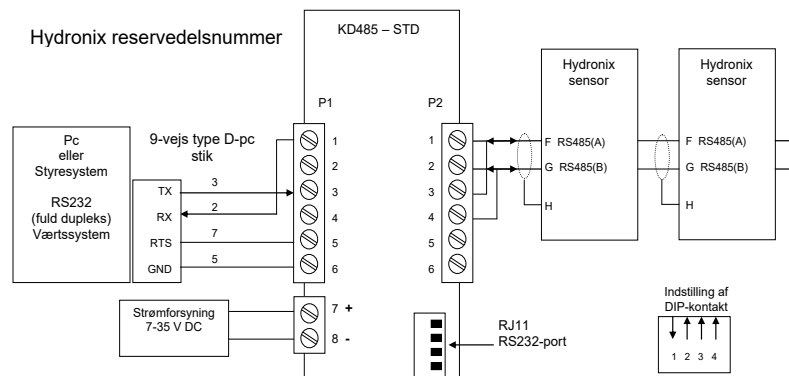 Hydronix reservedelsnummer
KD485 – STD
P1
P2
Hydronix
sensor
Hydronix
sensor
Pc
eller
Styresystem
RS232
(fuld dupleks)
Værtssystem
9-vejs type D-pc
stik
TX
RX
RTS
GND
3
2
7
5
1
2
3
4
5
6
7 +
8 -
1
2
3
4
5
6
F RS485(A)
G RS485(B)
H
F RS485(A)
G RS485(B)
H
Strømforsyning
7-35 V DC
RJ11
RS232-port
Indstilling af
DIP-kontakt
1 2 3 4